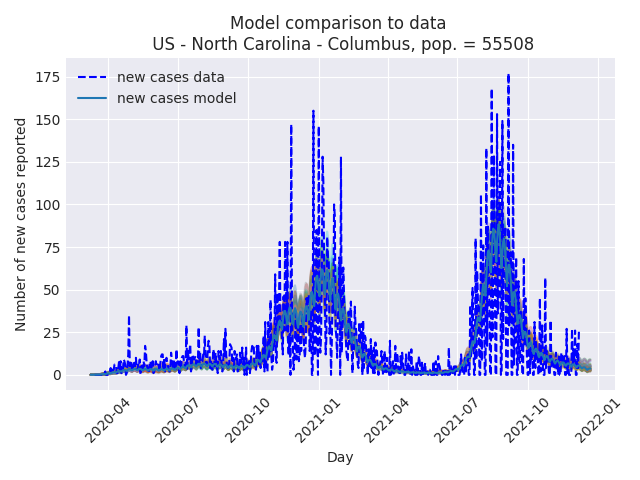 Model comparison to data
US - North Carolina - Columbus, pop. = 55508
new cases data
new cases model
Number of new cases reported
175
150
125
100
75
50
25
0
2020-04
2020-07
2020-10
2021-01
2021-04
2021-07
2021-10
2022-01
Day